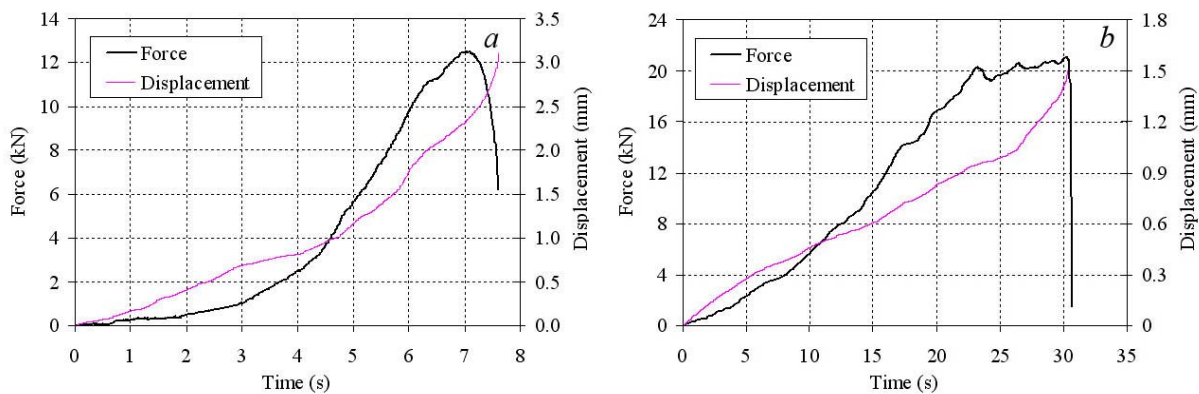 14
12
10
8
6
4
2
0
Force (kN)
Force
Displacement
a
3.5
3.0
2.5
2.0
1.5
1.0
0.5
0.0
Displacement (mm)
0 1 2 3 4 5 6 7 8
Time (s)
24
20
16
12
8
4
0
Force (kN)
Force
Displacement
b
1.8
1.5
1.2
0.9
0.6
0.3
0
Displacement (mm)
0 5 10 15 20 25 30 35
Time (s)